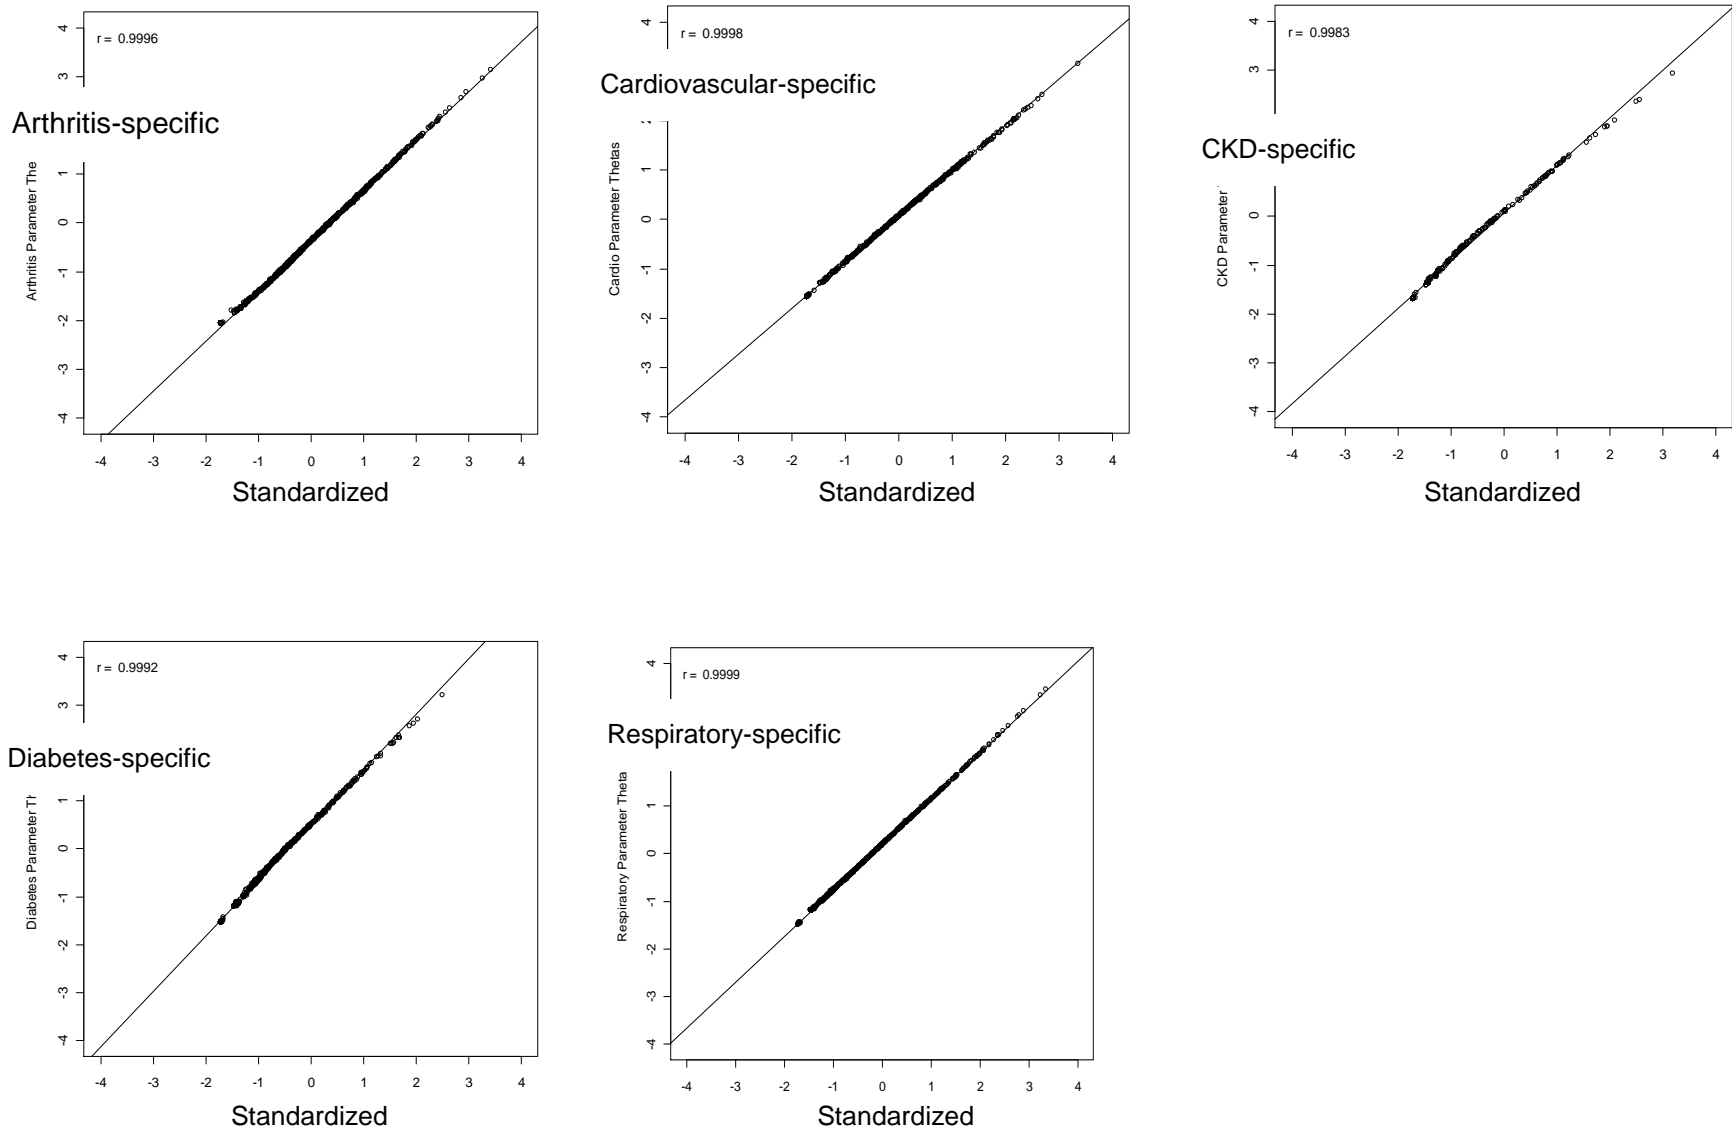 r = 0.9996
Arthritis-specific
Arthritis Parameter The
4
3
1
0
-1
-2
-3
-4
-4 -3 -2 -1 0 1 2 3 4
Standardized
r = 0.9998
Cardiovascular-specific
Cardio Parameter Thetas
4
1
0
-1
-2
-3
-4
-4 -3 -2 -1 0 1 2 3 4
Standardized
r = 0.9983
CKD-specific
CKD Parameter
4
3
0
-1
-2
-3
-4
-4 -3 -2 -1 0 1 2 3 4
Standardized
r = 0.9992
Diabetes-specific
Diabetes Parameter
4
3
1
0
-1
-2
-3
-4
-4 -3 -2 -1 0 1 2 3 4
Standardized
r = 0.9999
Respiratory-specific
Respiratory Parameter Theta
4
1
0
-1
-2
-3
-4
-4 -3 -2 -1 0 1 2 3 4
Standardized